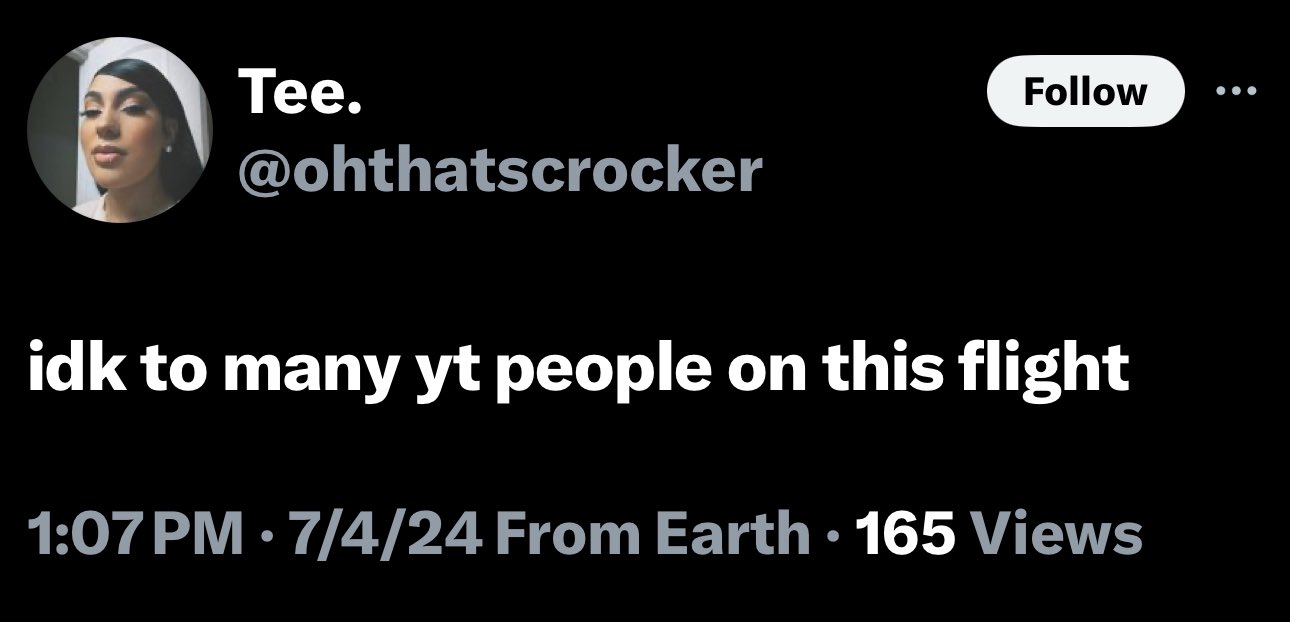 Tee.
Follow
@ohthatscrocker
idk to many yt people on this flight
1:07 PM · 7/4/24 From Earth · 165 Views